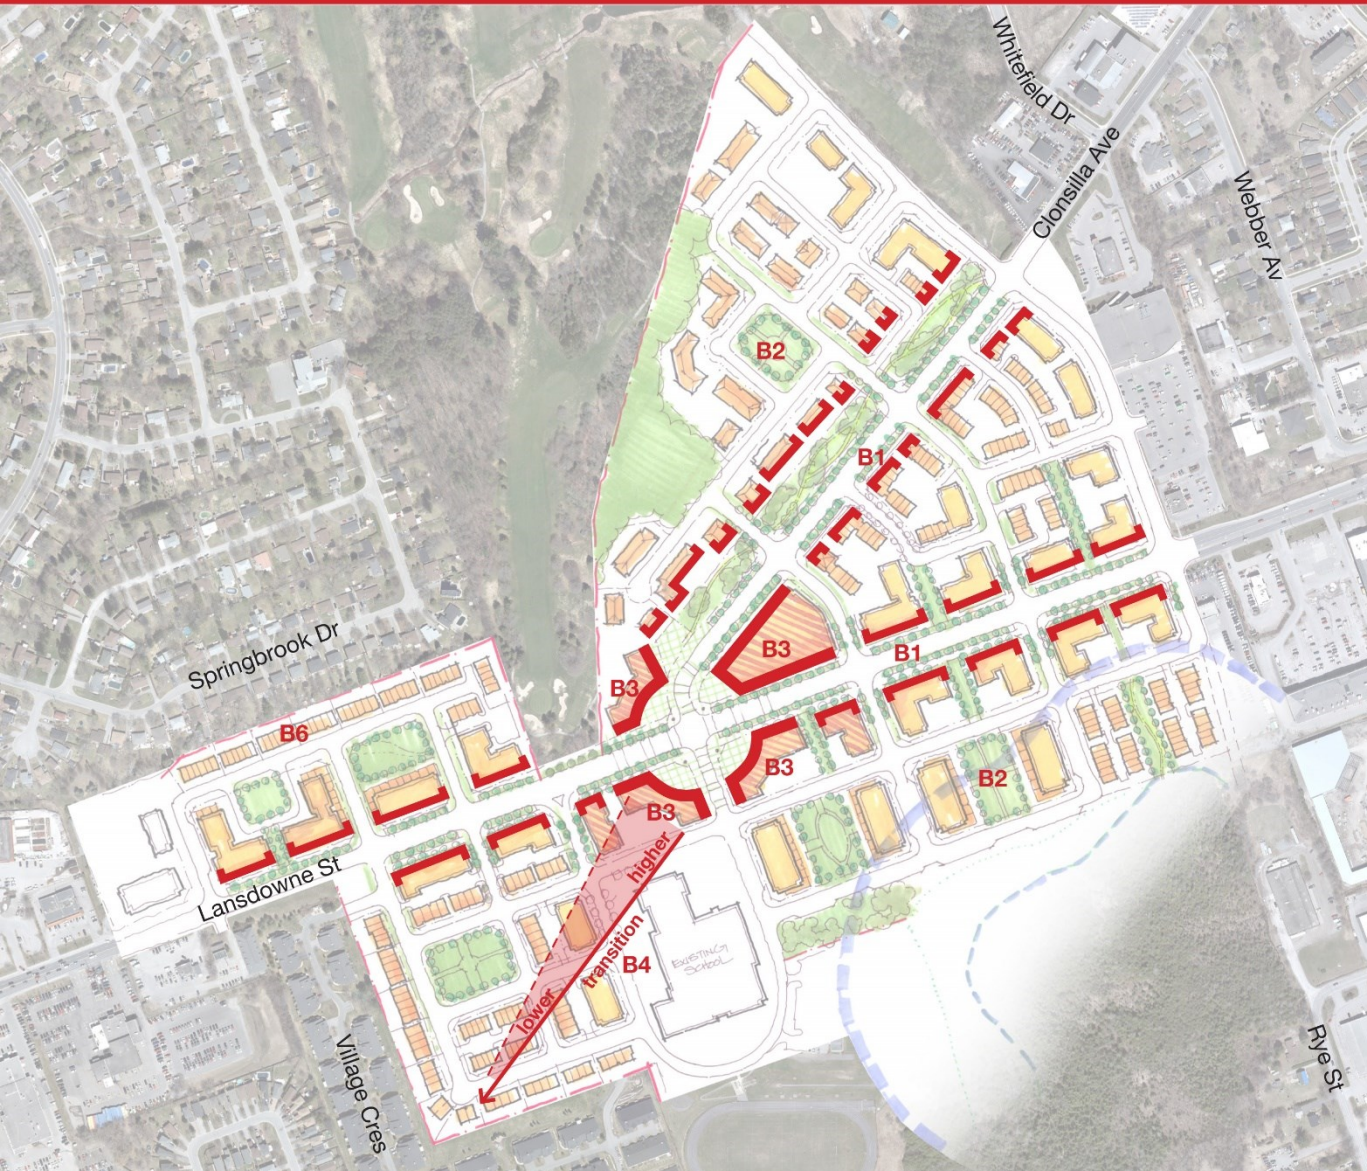 Whitefield Dr
Clonsilla Ave
Webber Av
B2
B1
Springbrook Dr
B3
B1
B3
B6
B3
B2
B3
Lansdowne St
higher
transition
lower
B4
EXISTING
SCHOOL
Village Cres
Rye St